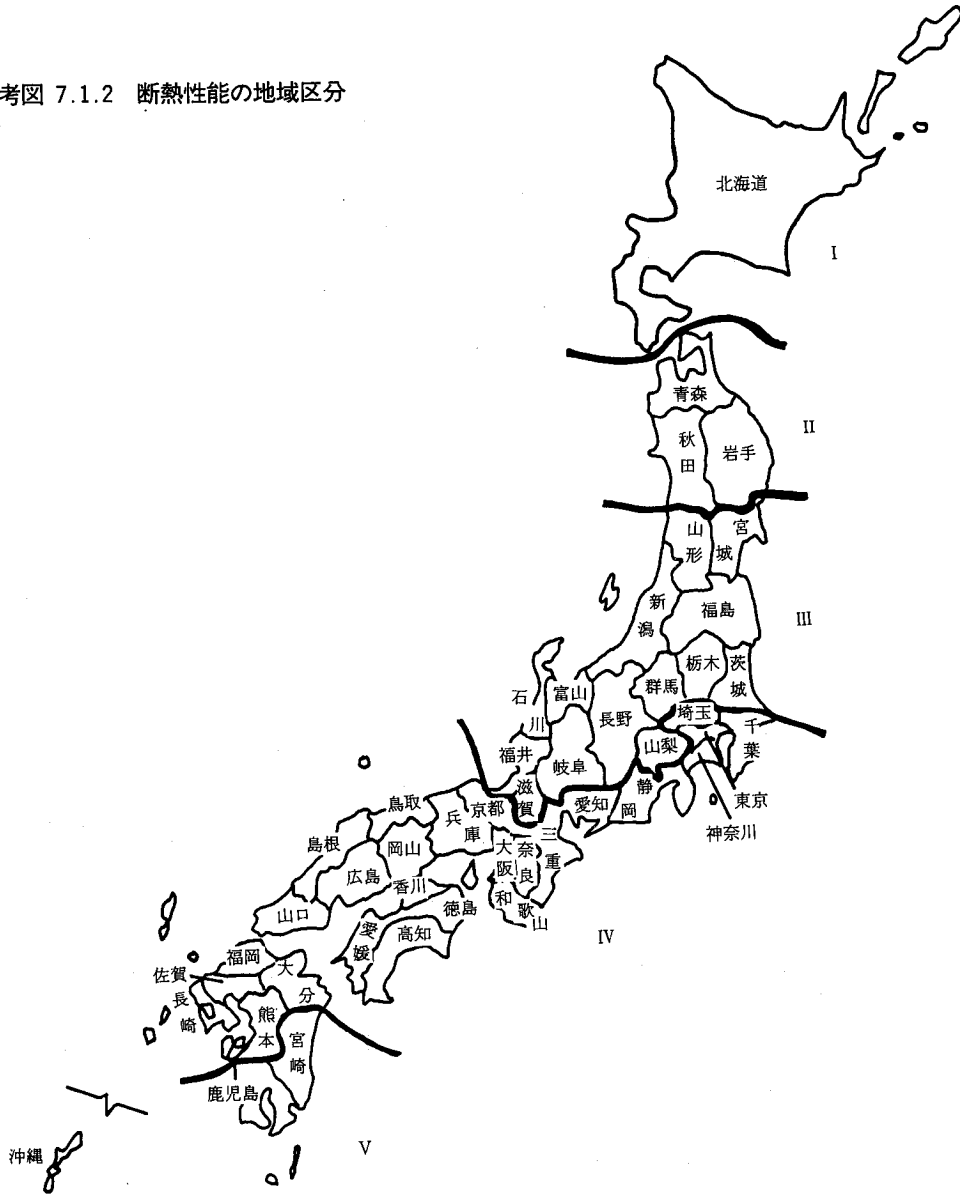 考図 7.1.2 断熱性能の地域区分
北海道
I
青森
II
秋田
岩手
山形
宮城
新潟
福島
III
栃木
茨城
群馬
石川
富山
長野
埼玉
千葉
山梨
福井
岐阜
滋賀
静岡
愛知
東京
神奈川
鳥取
兵庫
京都
三重
島根
岡山
大阪
奈良
広島
香川
和歌山
徳島
山口
愛媛
高知
IV
福岡
大分
佐賀
長崎
熊本
宮崎
鹿児島
V
沖縄